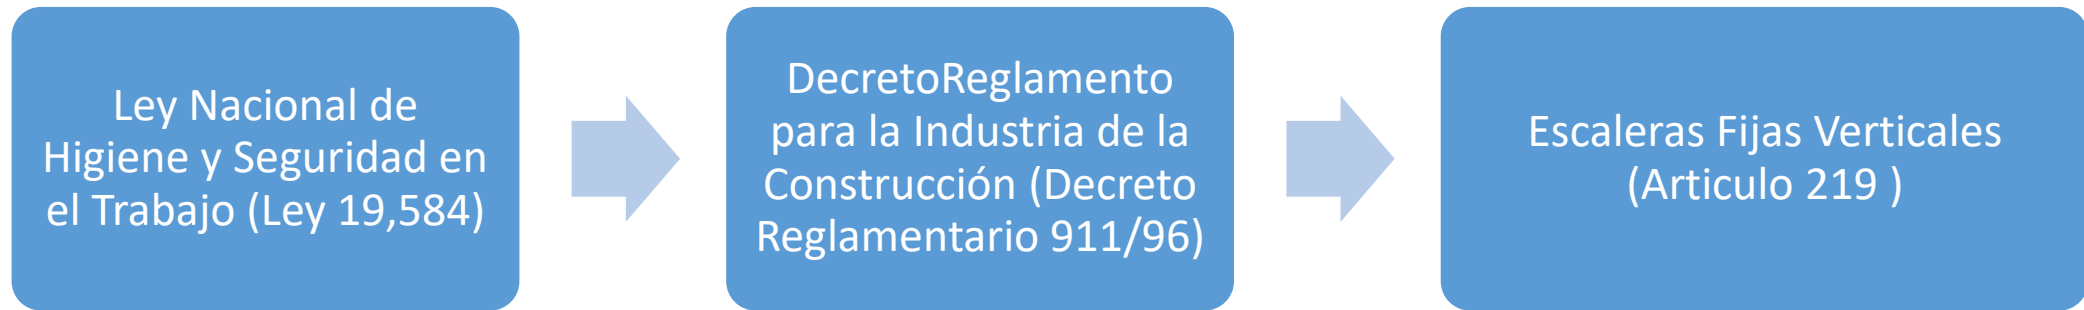 Ley Nacional de
Higiene y Seguridad en
el Trabajo (Ley 19,584)
DecretoReglamento
para la Industria de la
Construcción (Decreto
Reglamentario 911/96)
Escaleras Fijas Verticales
(Articulo 219 )